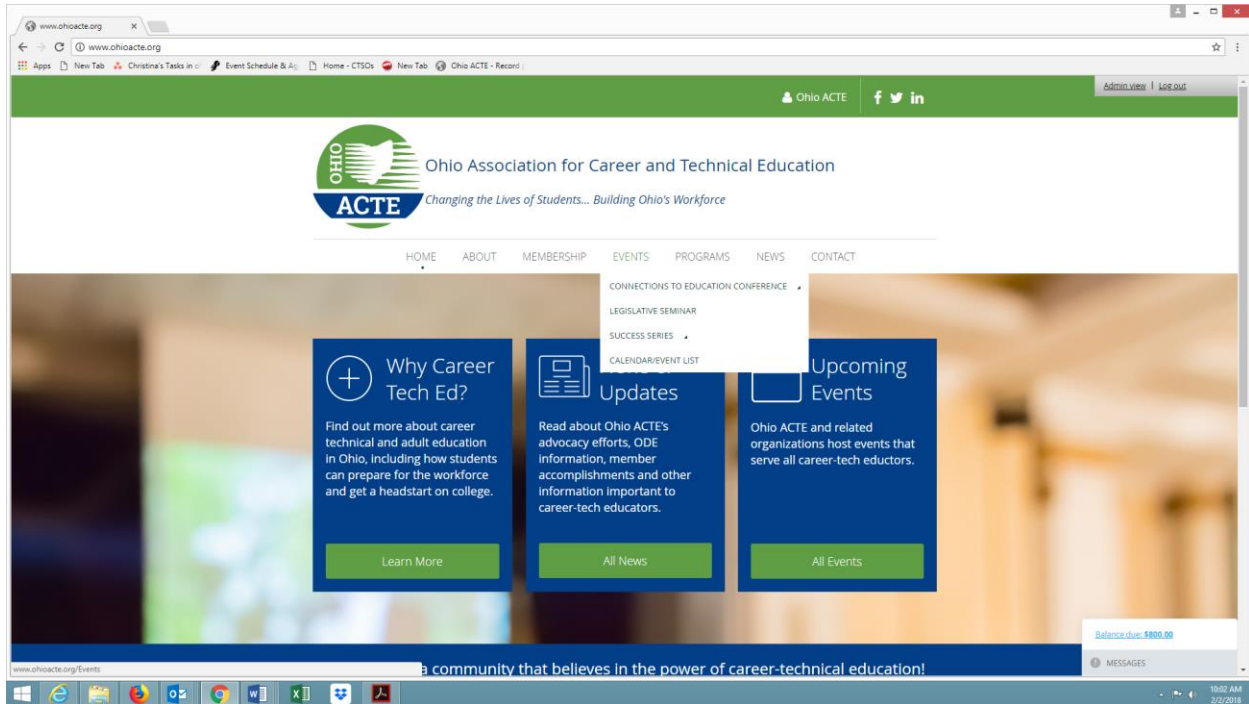 www.ohioacte.org
www.ohioacte.org
Apps New Tab Christina's Tasks in o Event Schedule & Ag Home - CTSOs New Tab Ohio ACTE - Record
Ohio ACTE
Admin view | Log out
OHIO
ACTE
Ohio Association for Career and Technical Education
Changing the Lives of Students... Building Ohio's Workforce
HOME ABOUT MEMBERSHIP EVENTS PROGRAMS NEWS CONTACT
CONNECTIONS TO EDUCATION CONFERENCE
LEGISLATIVE SEMINAR
SUCCESS SERIES
CALENDAR/EVENT LIST
Why Career
Tech Ed?
Find out more about career
technical and adult education
in Ohio, including how students
can prepare for the workforce
and get a headstart on college.
Learn More
Updates
Read about Ohio ACTE's
advocacy efforts, ODE
information, member
accomplishments and other
information important to
career-tech educators.
All News
Upcoming
Events
Ohio ACTE and related
organizations host events that
serve all career-tech eductors.
All Events
Balance due: $800.00
MESSAGES
www.ohioacte.org/Events
a community that believes in the power of career-technical education!
10:02 AM
2/2/2018